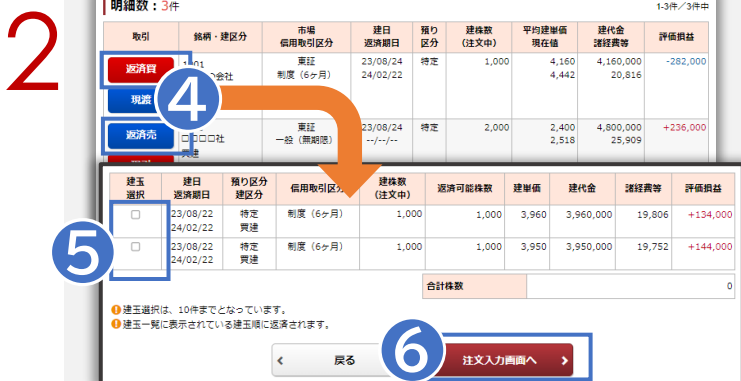 2
明細数：3件
1-3件／3件中
取引 銘柄・建区分 市場 信用取引区分 建日 返済期日 預り 区分 建株数 (注文中) 平均建単価 現在値 建代金 諸経費等 評価損益
返済買 東証 23/08/24 特定 1,000 4,160 4,160,000 -282,000
会社 制度（6ヶ月） 24/02/22 4,442 20,816
現渡
4
返済売 東証 23/08/24 特定 2,000 2,400 4,800,000 +236,000
□□□□社 一般（無期限） --/--/-- 2,518 25,909
買建
建玉 選択 建日 返済期日 預り区分 建区分 信用取引区分 建株数 (注文中) 返済可能株数 建単価 建代金 諸経費等 評価損益
5
23/08/22 特定 制度（6ヶ月） 1,000 1,000 3,960 3,960,000 19,806 +134,000
24/02/22 買建
23/08/22 特定 制度（6ヶ月） 1,000 1,000 3,950 3,950,000 19,752 +144,000
24/02/22 買建
合計株数 0
建玉選択は、10件までとなっています。
建玉一覧に表示されている建玉順に返済されます。
6
< 戻る
注文入力画面へ >